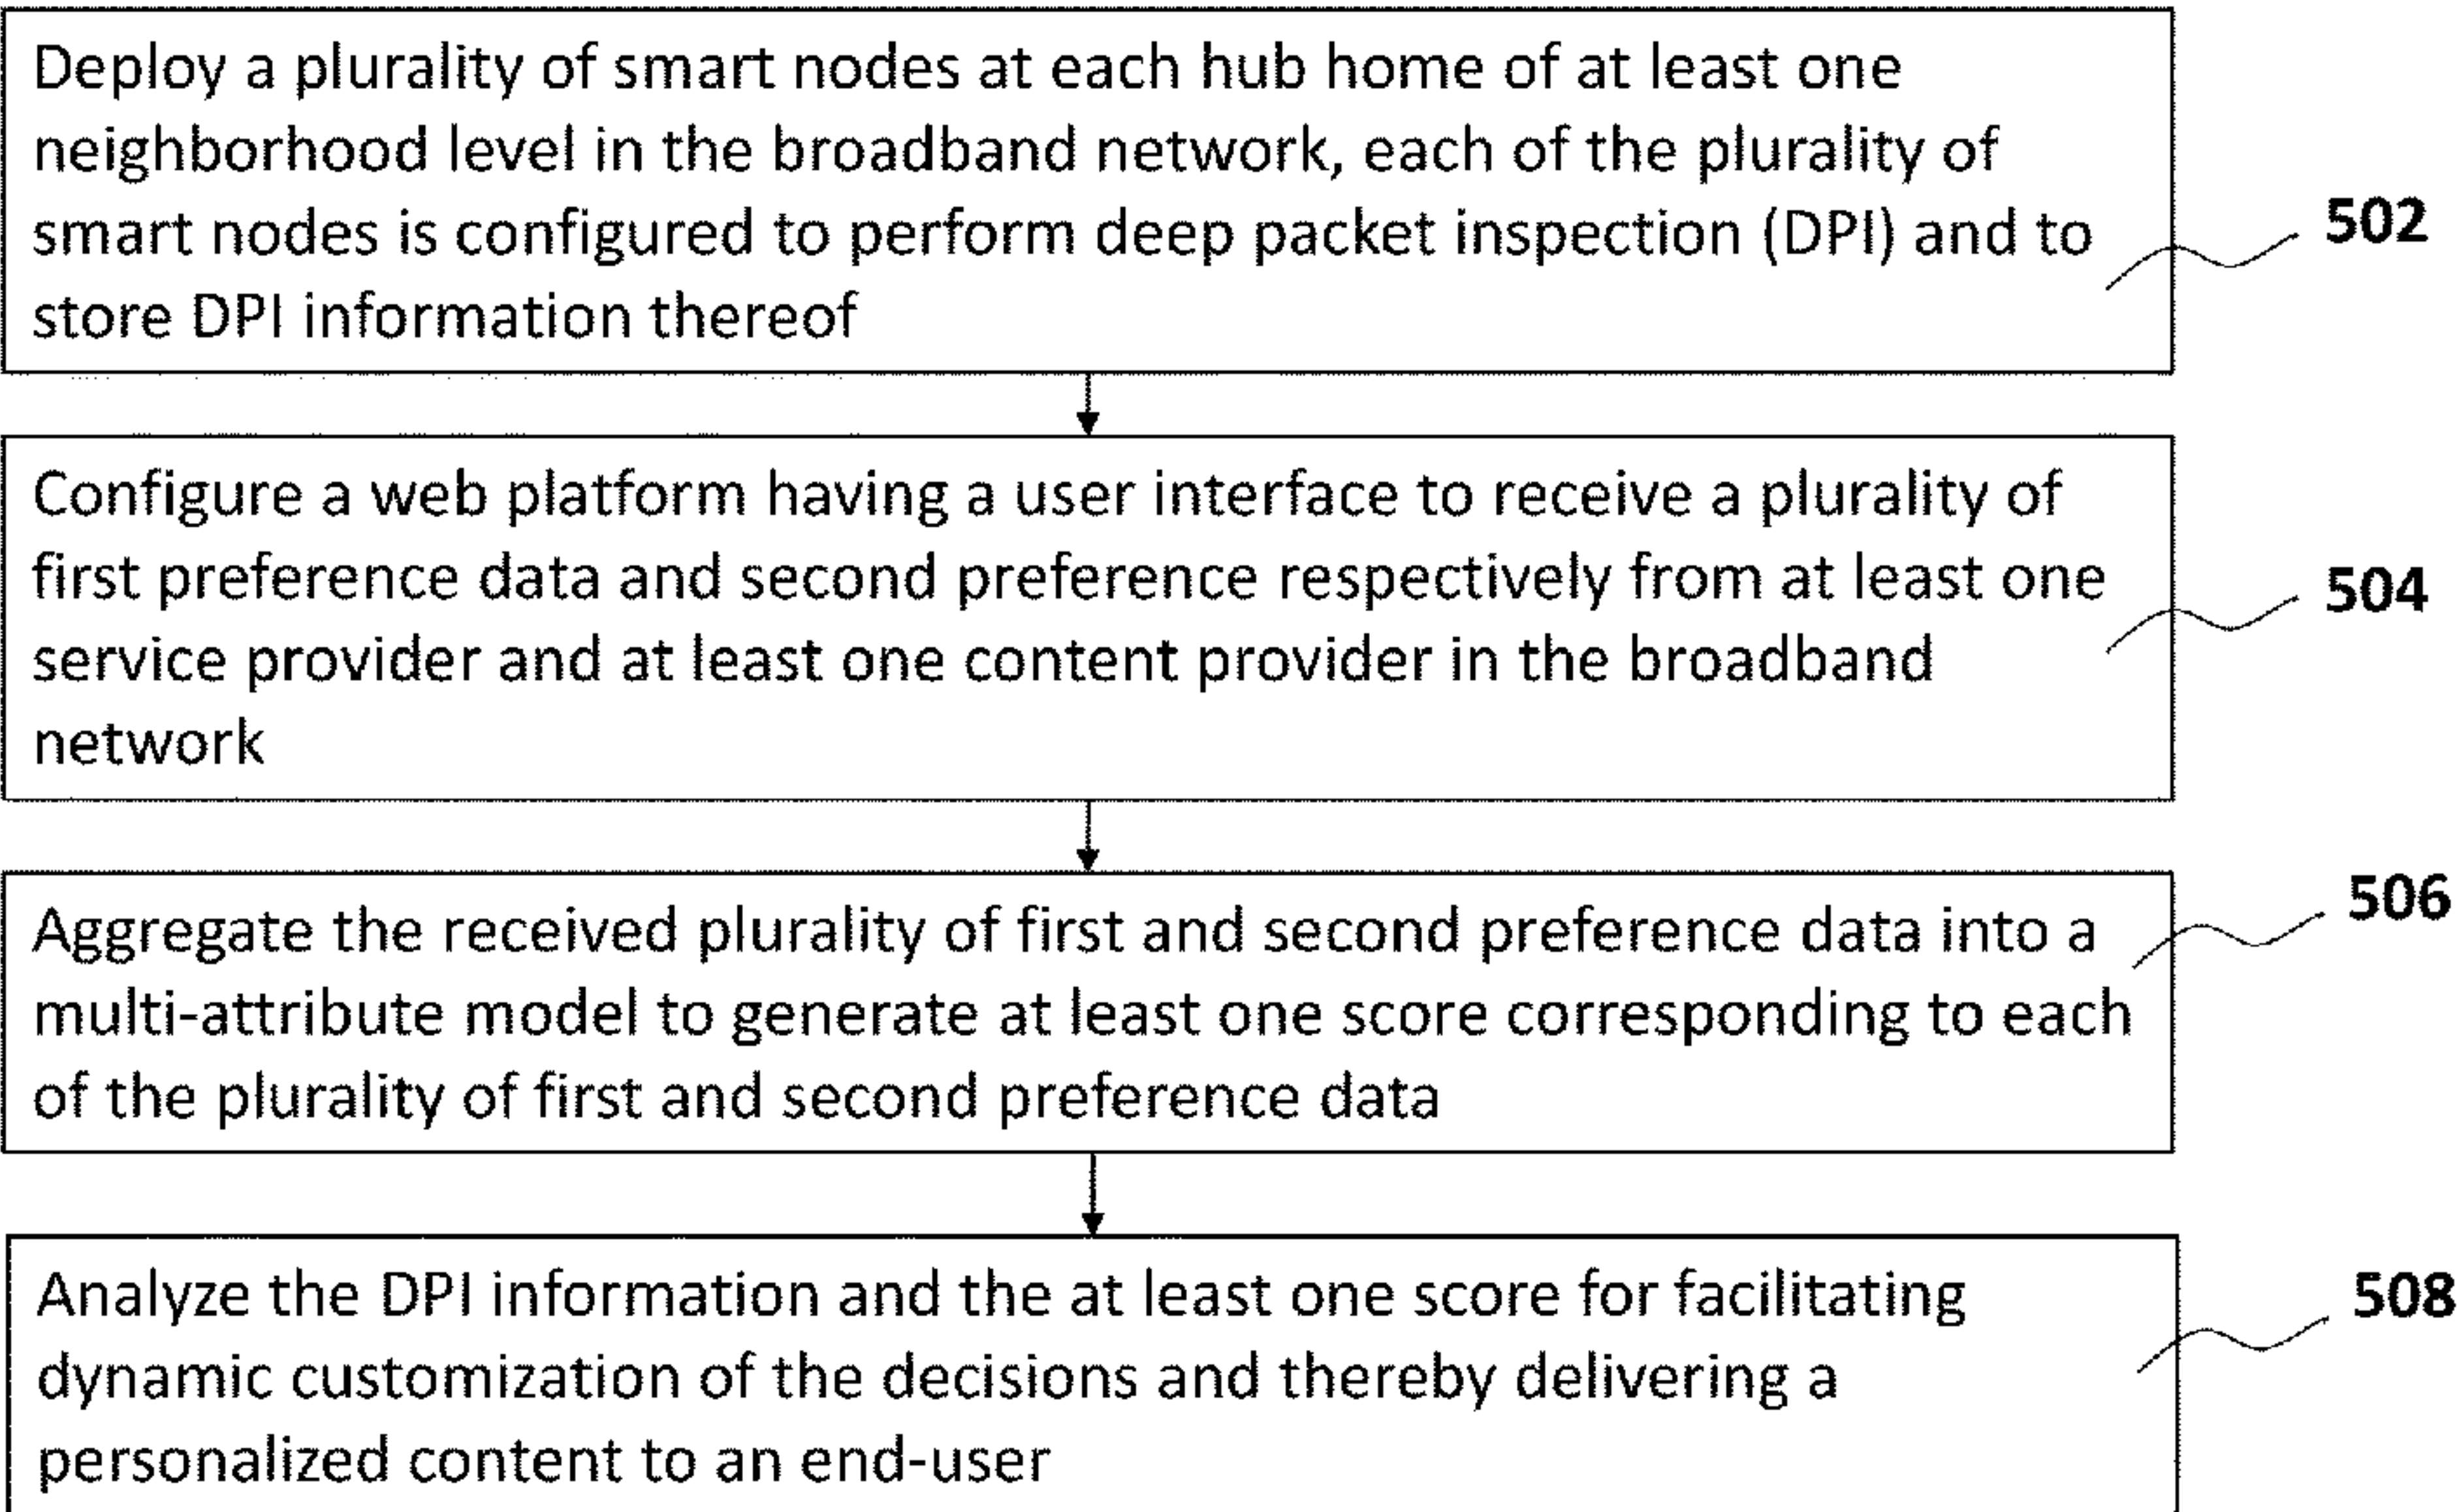 Deploy a plurality of smart nodes at each hub home of at least one
neighborhood level in the broadband network, each of the plurality of
smart nodes is configured to perform deep packet inspection (DPI) and to
store DPI information thereof
502
Configure a web platform having a user interface to receive a plurality of
first preference data and second preference respectively from at least one
service provider and at least one content provider in the broadband
network
504
Aggregate the received plurality of first and second preference data into a
multi-attribute model to generate at least one score corresponding to each
of the plurality of first and second preference data
506
Analyze the DPI information and the at least one score for facilitating
dynamic customization of the decisions and thereby delivering a
personalized content to an end-user
508